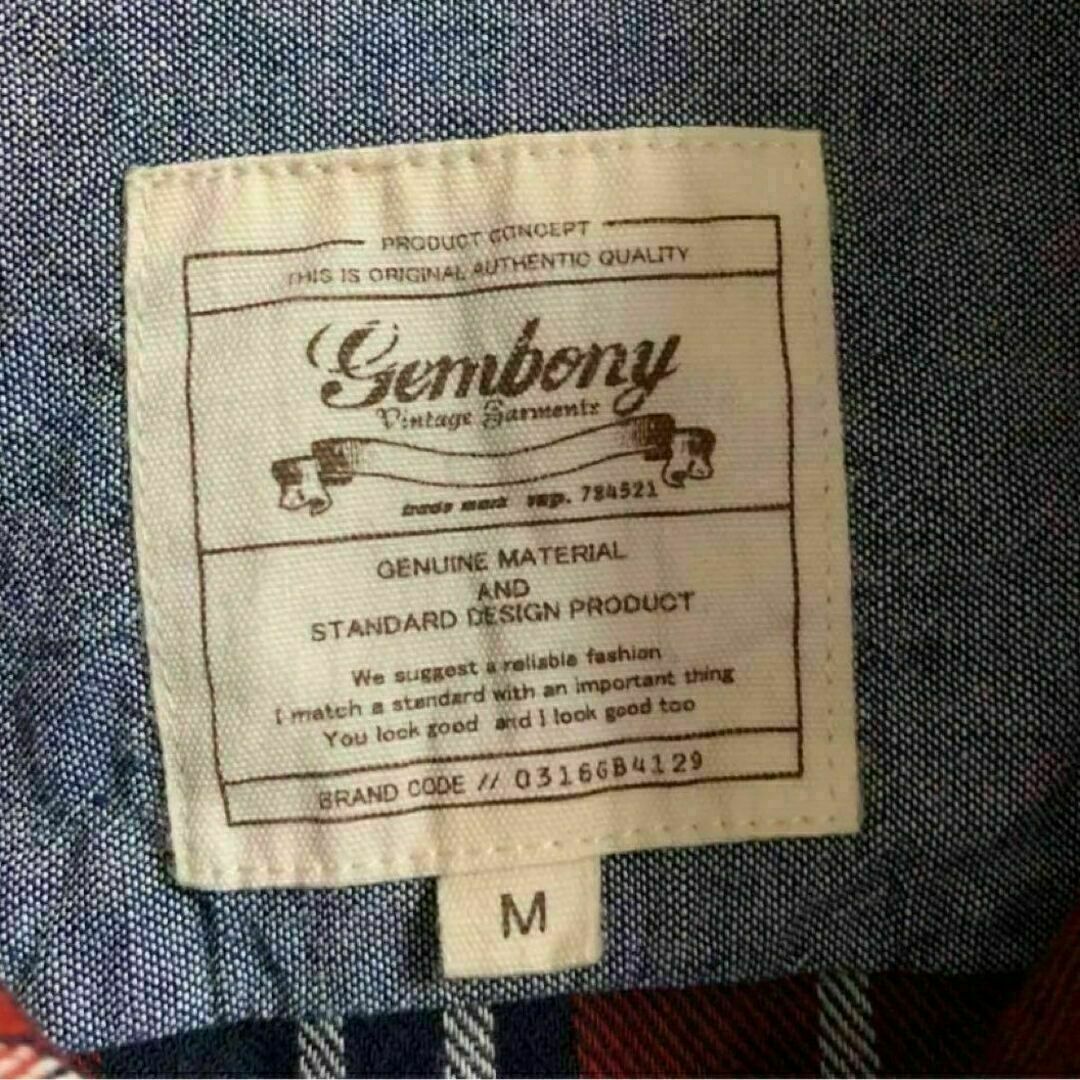 PRODUCT CONCEPT
THIS IS ORIGINAL AUTHENTIC QUALITY
Gembony
Vintage Garments
trade mark rep. 784521
GENUINE MATERIAL
AND
STANDARD DESIGN PRODUCT
We suggest a reliable fashion
I match a standard with an important thing
You look good and I look good too
BRAND CODE // 0316GB4129
M